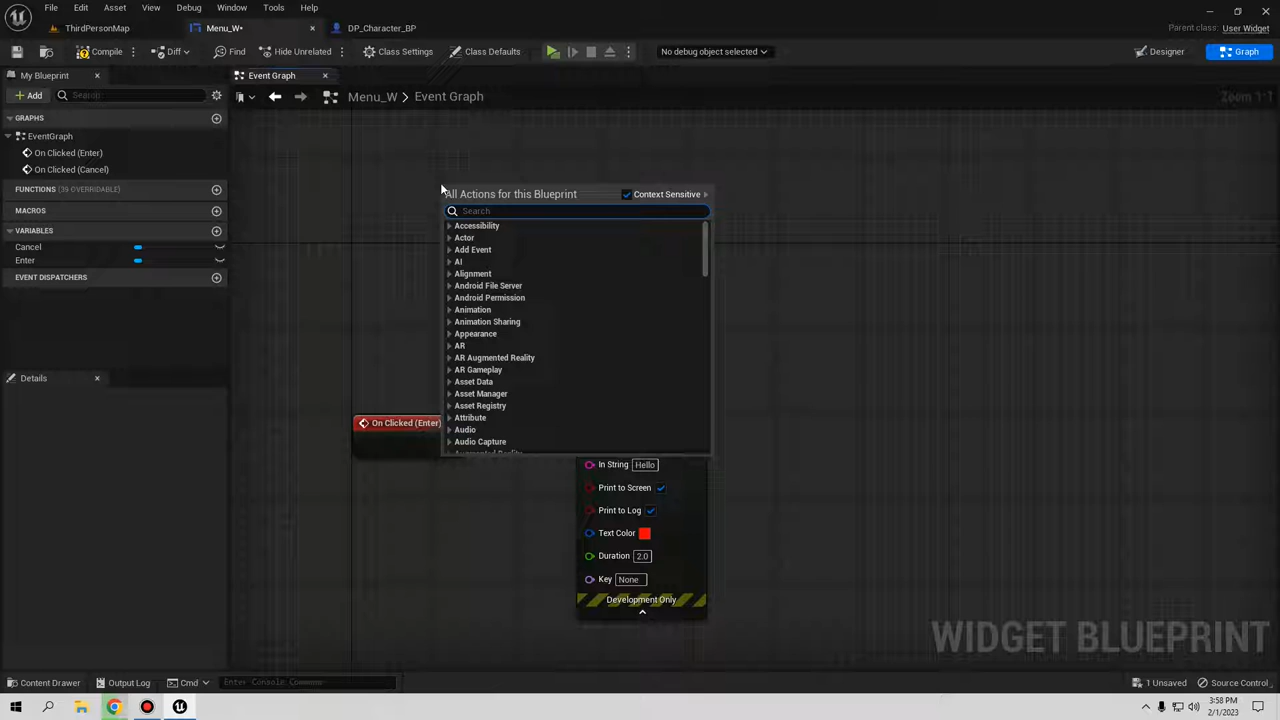 File Edit Asset View Debug Window Tools Help
ThirdPersonMap Menu_W* DP_Character_BP Parent class: User Widget
Compile Diff Find Hide Unrelated Class Settings Class Defaults No debug object selected Designer Graph
My Blueprint Event Graph
Add Search Menu_W > Event Graph Zoom 1:1
GRAPHS
EventGraph
On Clicked (Enter)
On Clicked (Cancel)
FUNCTIONS (39 OVERRIDABLE)
MACROS
VARIABLES
Cancel
Enter
EVENT DISPATCHERS
Details
All Actions for this Blueprint Context Sensitive
Search
Accessibility
Actor
Add Event
AI
Alignment
Android File Server
Android Permission
Animation
Animation Sharing
Appearance
AR
AR Augmented Reality
AR Gameplay
Asset Data
Asset Manager
Asset Registry
Attribute
Audio
Audio Capture
Augmented Reality
On Clicked (Enter)
In String Hello
Print to Screen
Print to Log
Text Color
Duration 2.0
Key None
Development Only
WIDGET BLUEPRINT
Content Drawer Output Log Cmd Enter Console Command 1 Unsaved Source Control
3:58 PM
2/1/2023